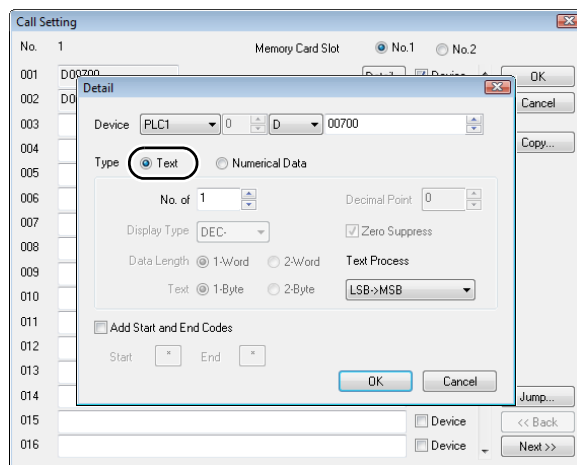 Call Setting
No. 1 Memory Card Slot No.1 No.2
001 D00700 Detail Device OK
Detail
002 D0 Cancel
Device PLC1 0 D 00700
003
004 Copy...
Type Text Numerical Data
005
006 No. of 1 Decimal Point 0
007
Display Type DEC- Zero Suppress
008
Data Length 1-Word 2-Word Text Process
009
010 Text 1-Byte 2-Byte LSB->MSB
011
Add Start and End Codes
012
Start * End *
013
OK Cancel
014 Jump...
015 Device << Back
016 Device Next >>